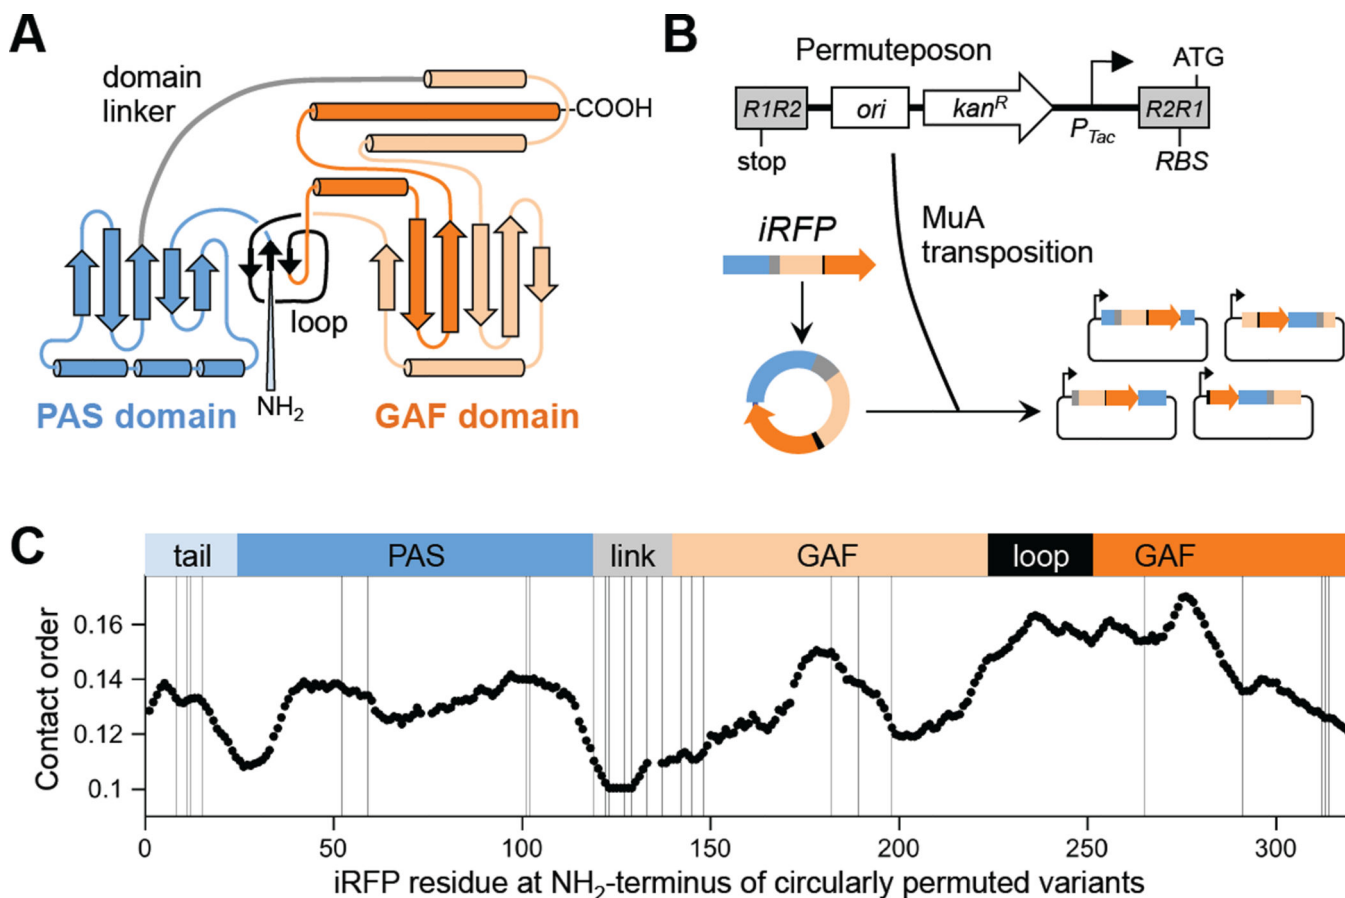 A
domain
linker
COOH
loop
NH₂
PAS domain
GAF domain
B
Permuteposon
ATG
R1R2
ori
kanᴿ
P_Tac
R2R1
stop
RBS
iRFP
MuA
transposition
C
tail PAS link GAF loop GAF
Contact order
0.16
0.14
0.12
0.1
0 50 100 150 200 250 300
iRFP residue at NH₂-terminus of circularly permuted variants